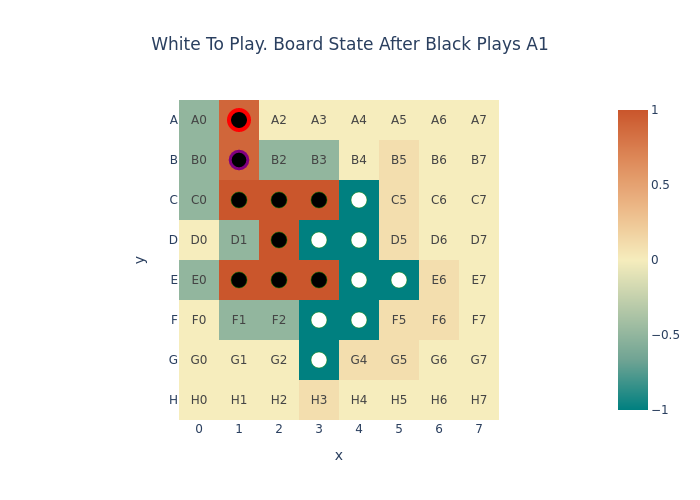 White To Play. Board State After Black Plays A1
A A0 A2 A3 A4 A5 A6 A7
B B0 B2 B3 B4 B5 B6 B7
C C0 C5 C6 C7
D D0 D1 D5 D6 D7
E E0 E6 E7
F F0 F1 F2 F5 F6 F7
G G0 G1 G2 G4 G5 G6 G7
H H0 H1 H2 H3 H4 H5 H6 H7
0 1 2 3 4 5 6 7
x
y
1
0.5
0
−0.5
−1